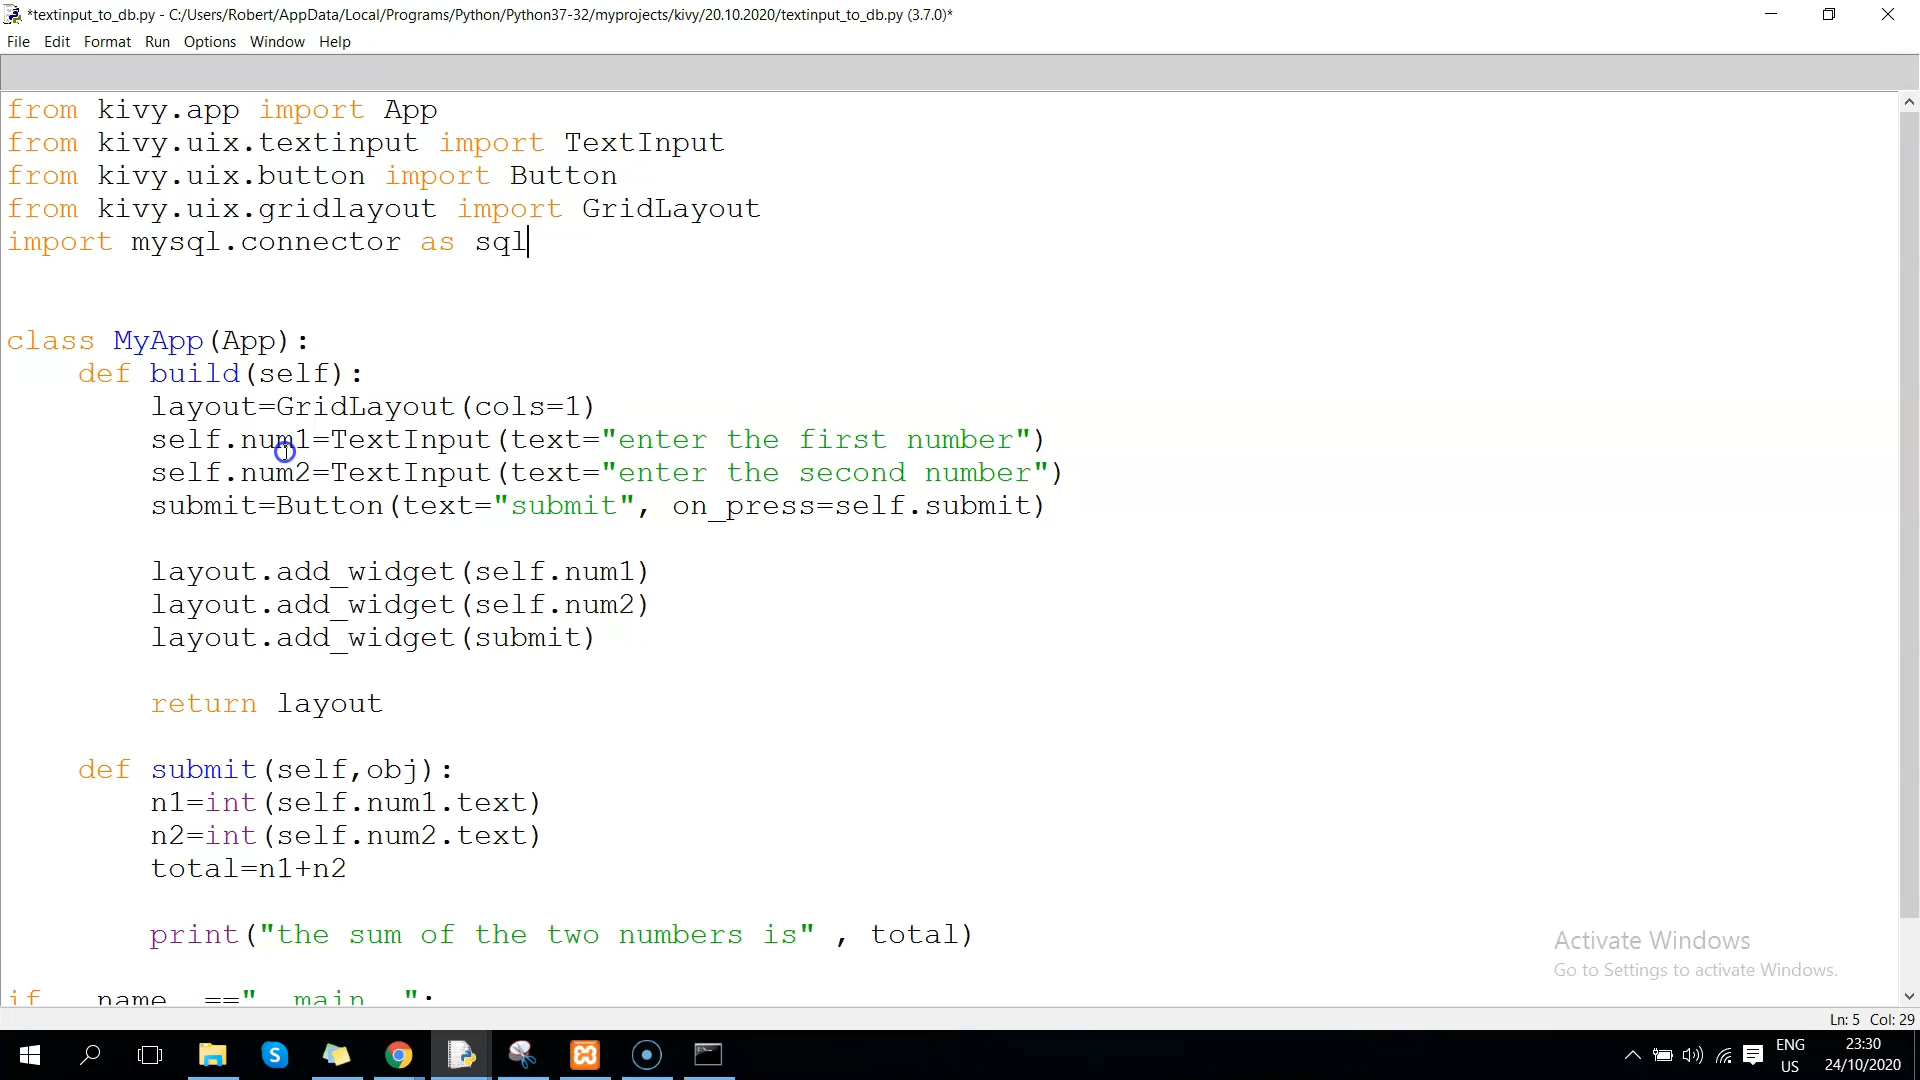 *textinput_to_db.py - C:/Users/Robert/AppData/Local/Programs/Python/Python37-32/myprojects/kivy/20.10.2020/textinput_to_db.py (3.7.0)*
File Edit Format Run Options Window Help
from kivy.app import App
from kivy.uix.textinput import TextInput
from kivy.uix.button import Button
from kivy.uix.gridlayout import GridLayout
import mysql.connector as sql
class MyApp(App):
    def build(self):
        layout=GridLayout(cols=1)
        self.num1=TextInput(text="enter the first number")
        self.num2=TextInput(text="enter the second number")
        submit=Button(text="submit", on_press=self.submit)
        layout.add_widget(self.num1)
        layout.add_widget(self.num2)
        layout.add_widget(submit)
        return layout
    def submit(self,obj):
        n1=int(self.num1.text)
        n2=int(self.num2.text)
        total=n1+n2
        print("the sum of the two numbers is" , total)
if __name__=="__main__":
Activate Windows
Go to Settings to activate Windows.
Ln: 5 Col: 29
ENG
US
23:30
24/10/2020